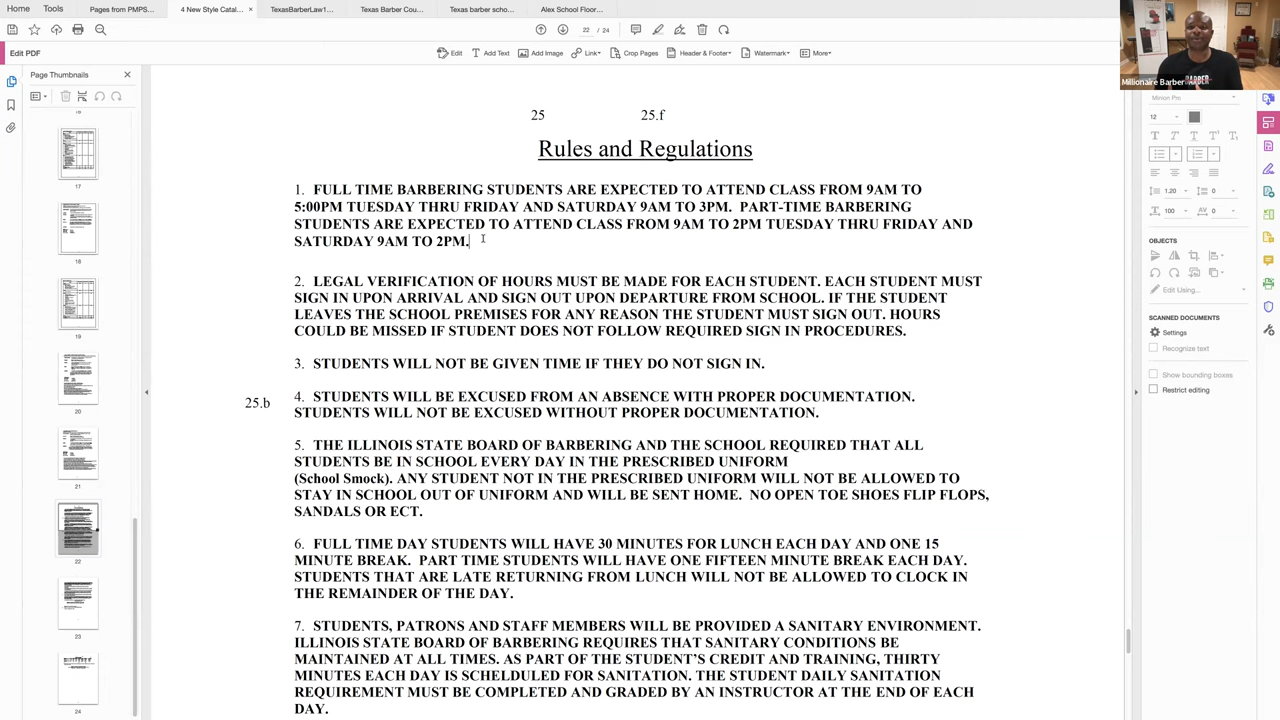 Home Tools Pages from PMPS... 4 New Style Catal... × TexasBarberLaw1... Texas Barber Cou... Texas barber scho... Alex School Floor...
22 / 24
Edit PDF Edit Add Text Add Image Link Crop Pages Header & Footer Watermark More
Millionaire Barber
BARBER
Page Thumbnails
17
18
19
20
21
22
23
24
25 25.f
Rules and Regulations
1. FULL TIME BARBERING STUDENTS ARE EXPECTED TO ATTEND CLASS FROM 9AM TO
5:00PM TUESDAY THRU FRIDAY AND SATURDAY 9AM TO 3PM. PART-TIME BARBERING
STUDENTS ARE EXPECTED TO ATTEND CLASS FROM 9AM TO 2PM TUESDAY THRU FRIDAY AND
SATURDAY 9AM TO 2PM.
2. LEGAL VERIFICATION OF HOURS MUST BE MADE FOR EACH STUDENT. EACH STUDENT MUST
SIGN IN UPON ARRIVAL AND SIGN OUT UPON DEPARTURE FROM SCHOOL. IF THE STUDENT
LEAVES THE SCHOOL PREMISES FOR ANY REASON THE STUDENT MUST SIGN OUT. HOURS
COULD BE MISSED IF STUDENT DOES NOT FOLLOW REQUIRED SIGN IN PROCEDURES.
3. STUDENTS WILL NOT BE GIVEN TIME IF THEY DO NOT SIGN IN.
25.b
4. STUDENTS WILL BE EXCUSED FROM AN ABSENCE WITH PROPER DOCUMENTATION.
STUDENTS WILL NOT BE EXCUSED WITHOUT PROPER DOCUMENTATION.
5. THE ILLINOIS STATE BOARD OF BARBERING AND THE SCHOOL REQUIRED THAT ALL
STUDENTS BE IN SCHOOL EVERY DAY IN THE PRESCRIBED UNIFORM
(School Smock). ANY STUDENT NOT IN THE PRESCRIBED UNIFORM WILL NOT BE ALLOWED TO
STAY IN SCHOOL OUT OF UNIFORM AND WILL BE SENT HOME. NO OPEN TOE SHOES FLIP FLOPS,
SANDALS OR ECT.
6. FULL TIME DAY STUDENTS WILL HAVE 30 MINUTES FOR LUNCH EACH DAY AND ONE 15
MINUTE BREAK. PART TIME STUDENTS WILL HAVE ONE FIFTEEN MINUTE BREAK EACH DAY.
STUDENTS THAT ARE LATE RETURNING FROM LUNCH WILL NOT BE ALLOWED TO CLOCK IN
THE REMAINDER OF THE DAY.
7. STUDENTS, PATRONS AND STAFF MEMBERS WILL BE PROVIDED A SANITARY ENVIRONMENT.
ILLINOIS STATE BOARD OF BARBERING REQUIRES THAT SANITARY CONDITIONS BE
MAINTAINED AT ALL TIMES. AS PART OF THE STUDENT'S CREDIT AND TRAINING, THIRTY
MINUTES EACH DAY IS SCHELDULED FOR SANITATION. THE STUDENT DAILY SANITATION
REQUIREMENT MUST BE COMPLETED AND GRADED BY AN INSTRUCTOR AT THE END OF EACH
DAY.
Minion Pro
12
1.20 0
100 0
OBJECTS
Edit Using...
SCANNED DOCUMENTS
Settings
Recognize text
Show bounding boxes
Restrict editing